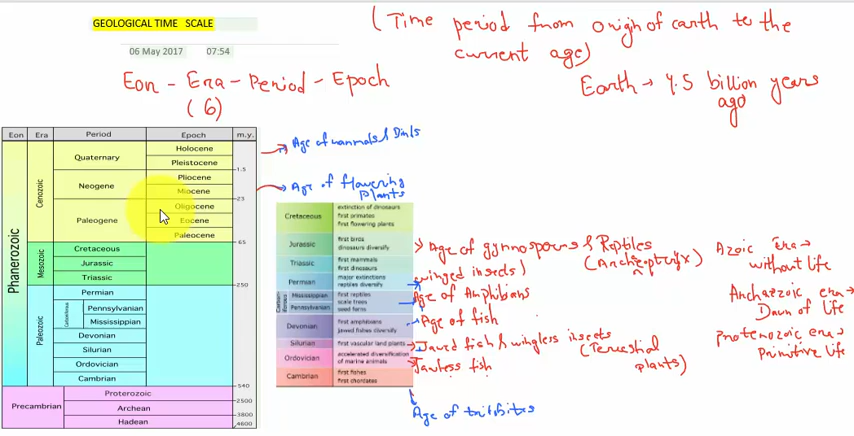 GEOLOGICAL TIME SCALE
06 May 2017 07:54
(Time period from origin of earth to the
current age)
Eon - Era - Period - Epoch
(6)
Earth → 4.5 billion years
ago
Eon Era Period Epoch m.y.
Phanerozoic
Cenozoic
Quaternary
Holocene
Pleistocene
1.5
Neogene
Pliocene
Miocene
23
Paleogene
Oligocene
Eocene
Paleocene
65
Mesozoic
Cretaceous
Jurassic
Triassic
250
Paleozoic
Permian
Carboniferous
Pennsylvanian
Mississippian
Devonian
Silurian
Ordovician
Cambrian
540
Precambrian
Proterozoic
2500
Archean
3800
Hadean
4600
Age of mammals & Birds
Age of flowering
plants
Cretaceous
extinction of dinosaurs
first primates
first flowering plants
Jurassic
first birds
dinosaurs diversify
Triassic
first mammals
first dinosaurs
Permian
major extinctions
reptiles diversify
Mississippian
first reptiles
scale trees
Pennsylvanian
seed ferns
Devonian
first amphibians
jawed fishes diversify
Silurian
first vascular land plants
Ordovician
accelerated diversification
of marine animals
Cambrian
first fishes
first chordates
Age of gymnosperms & Reptiles
(Archeopteryx)
winged insects)
Age of Amphibians
Age of fish
Jawed fish & wingless insects
(Terrestial
plants)
Jawless fish
Age of trilobites
Azoic era →
without life
Archaezoic era →
Dawn of life
Proterozoic era →
Primitive life